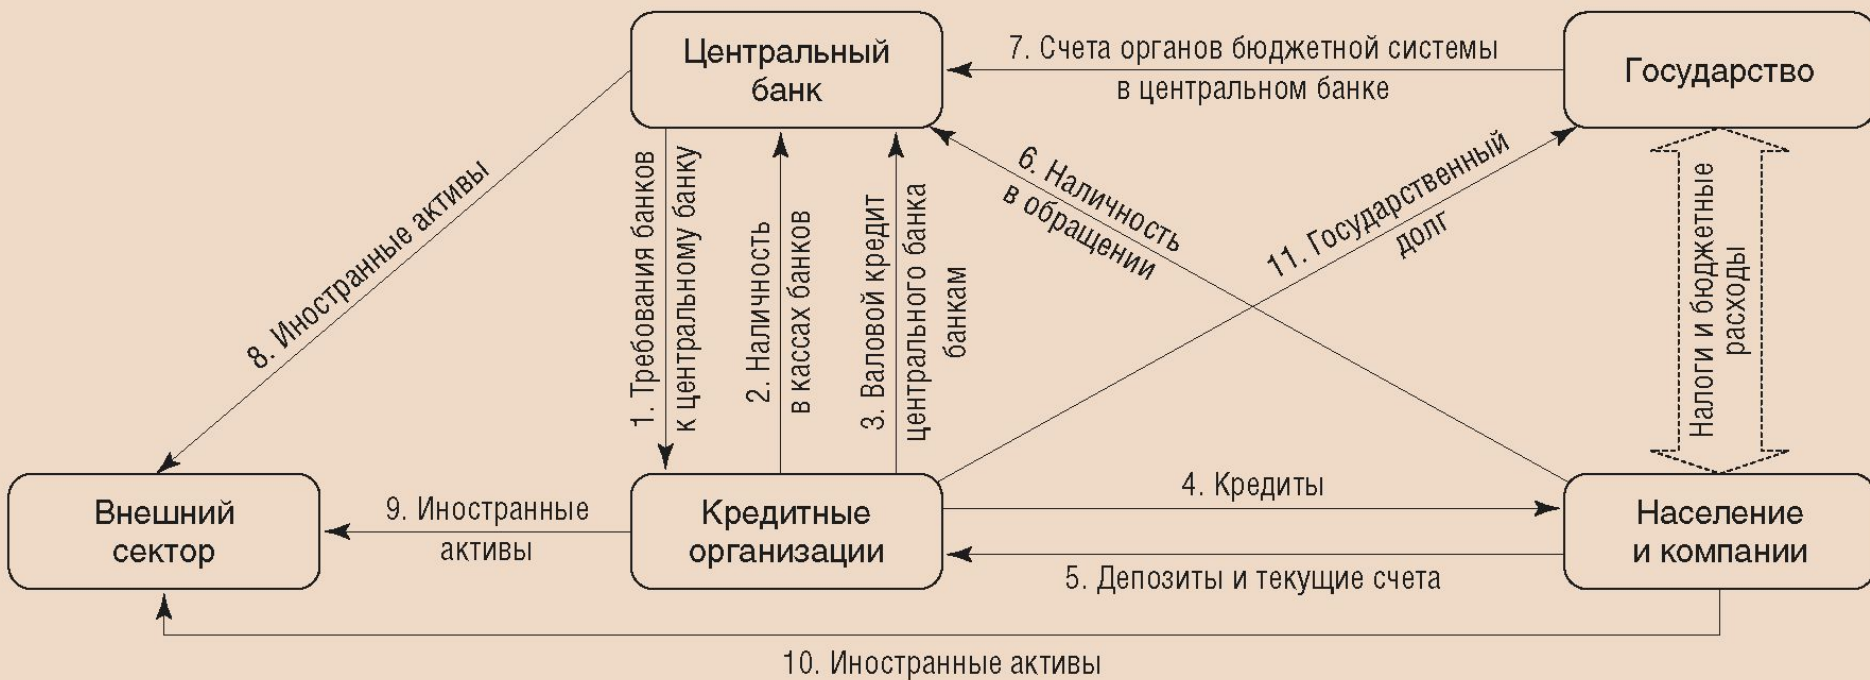 Центральный
банк
7. Счета органов бюджетной системы
в центральном банке
Государство
8. Иностранные активы
1. Требования банков
к центральному банку
2. Наличность
в кассах банков
3. Валовой кредит
центрального банка
банкам
6. Наличность
в обращении
11. Государственный
долг
Налоги и бюджетные
расходы
Внешний
сектор
9. Иностранные
активы
Кредитные
организации
4. Кредиты
5. Депозиты и текущие счета
Население
и компании
10. Иностранные активы